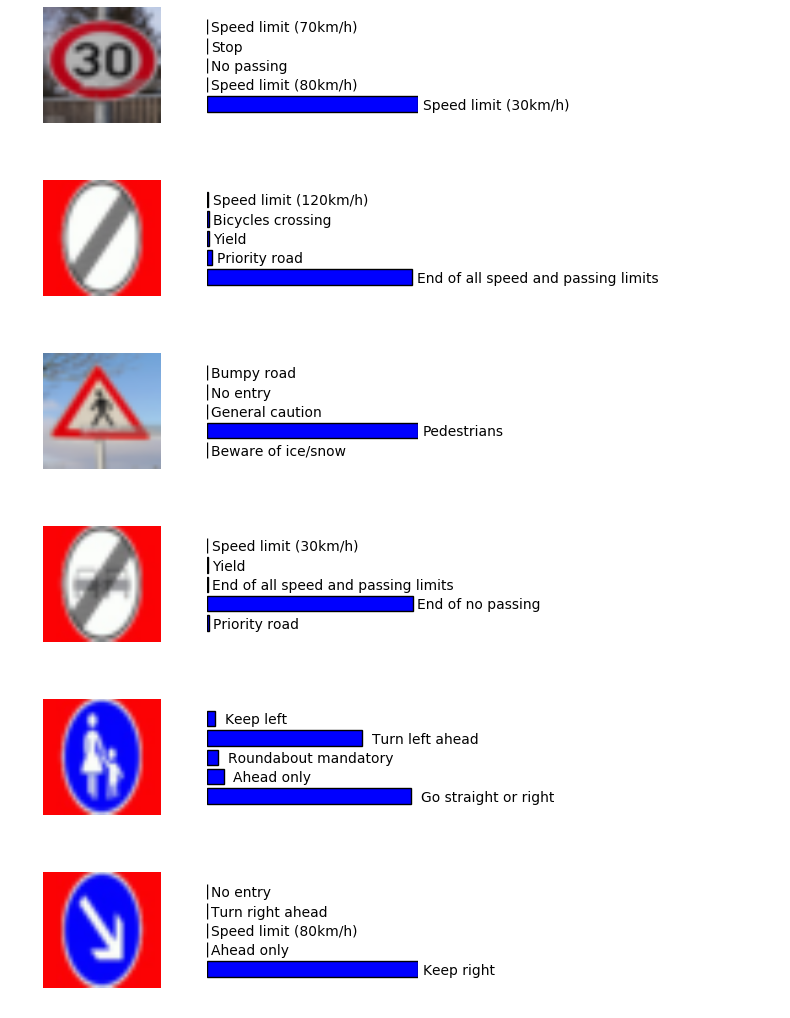 30
Speed limit (70km/h)
Stop
No passing
Speed limit (80km/h)
Speed limit (30km/h)
Speed limit (120km/h)
Bicycles crossing
Yield
Priority road
End of all speed and passing limits
Bumpy road
No entry
General caution
Pedestrians
Beware of ice/snow
Speed limit (30km/h)
Yield
End of all speed and passing limits
End of no passing
Priority road
Keep left
Turn left ahead
Roundabout mandatory
Ahead only
Go straight or right
No entry
Turn right ahead
Speed limit (80km/h)
Ahead only
Keep right